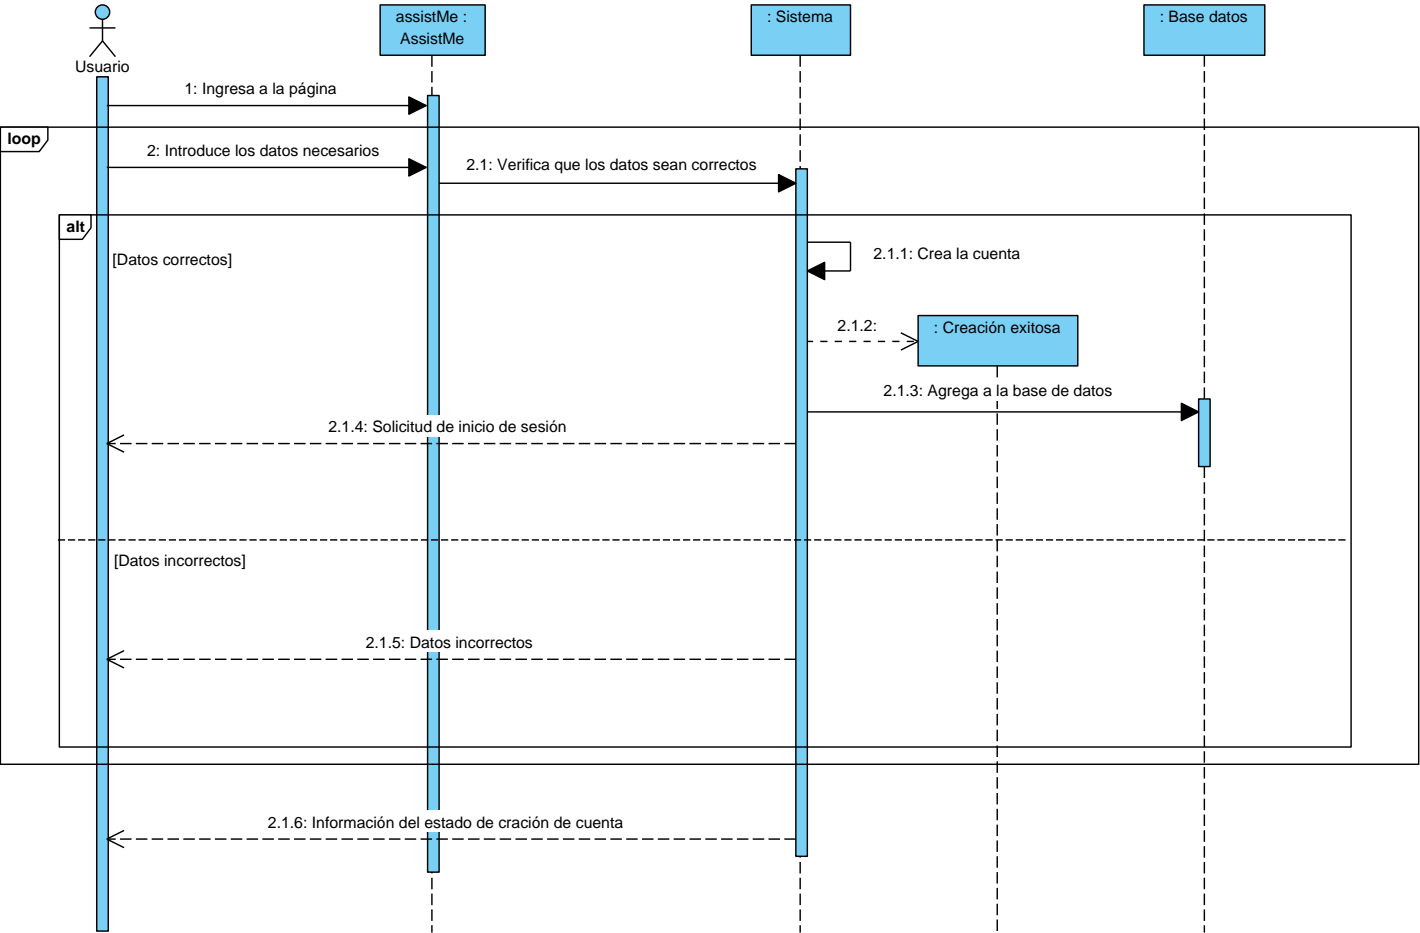 assistMe :
AssistMe
: Sistema
: Base datos
Usuario
1: Ingresa a la página
loop
2: Introduce los datos necesarios
2.1: Verifica que los datos sean correctos
alt
[Datos correctos]
2.1.1: Crea la cuenta
2.1.2:
: Creación exitosa
2.1.3: Agrega a la base de datos
2.1.4: Solicitud de inicio de sesión
[Datos incorrectos]
2.1.5: Datos incorrectos
2.1.6: Información del estado de cración de cuenta